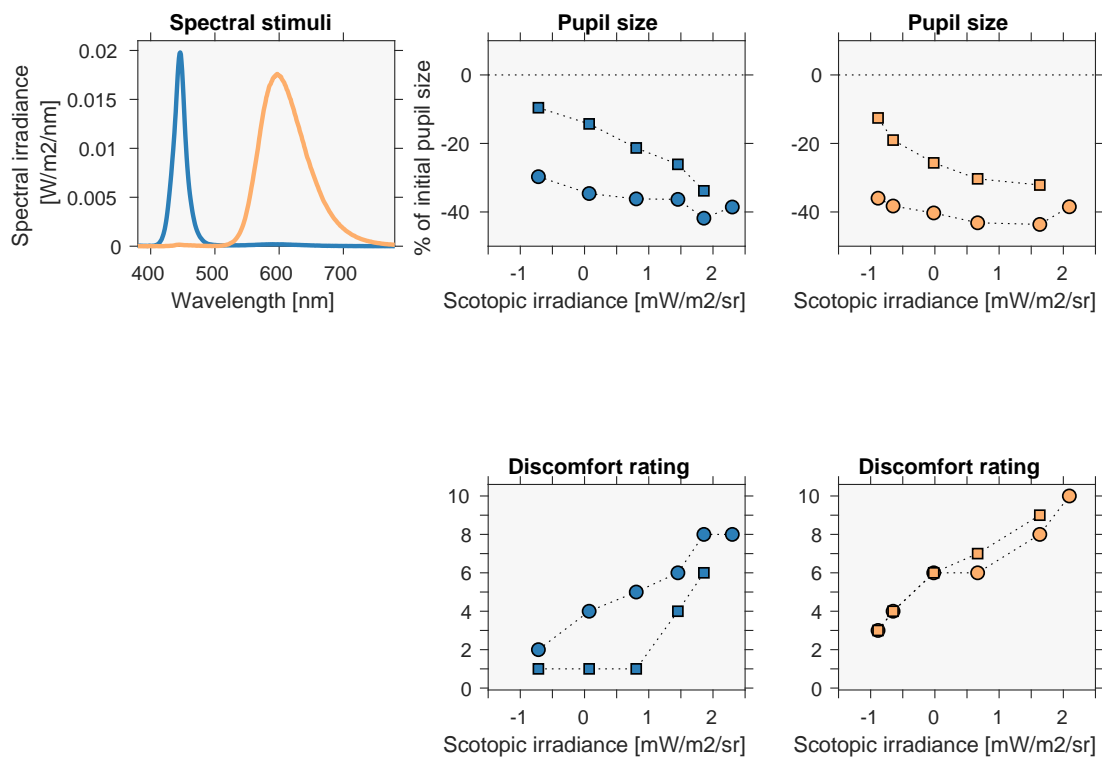 Spectral stimuli
Spectral irradiance
[W/m2/nm]
0.02
0.015
0.01
0.005
0
400 500 600 700
Wavelength [nm]
Pupil size
% of initial pupil size
0
-20
-40
-1 0 1 2
Scotopic irradiance [mW/m2/sr]
Pupil size
0
-20
-40
-1 0 1 2
Scotopic irradiance [mW/m2/sr]
Discomfort rating
10
8
6
4
2
0
-1 0 1 2
Scotopic irradiance [mW/m2/sr]
Discomfort rating
10
8
6
4
2
0
-1 0 1 2
Scotopic irradiance [mW/m2/sr]